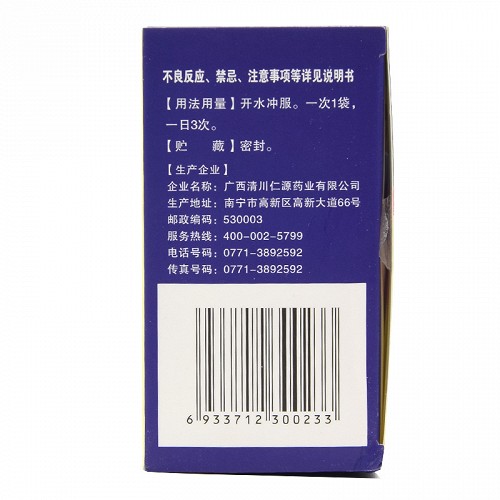 不良反应、禁忌、注意事项等详见说明书
【用法用量】开水冲服。一次1袋，
一日3次。
【贮 藏】密封。
【生产企业】
企业名称：广西清川仁源药业有限公司
生产地址：南宁市高新区高新大道66号
邮政编码：530003
服务热线：400-002-5799
电话号码：0771-3892592
传真号码：0771-3892592
6 933712 300233